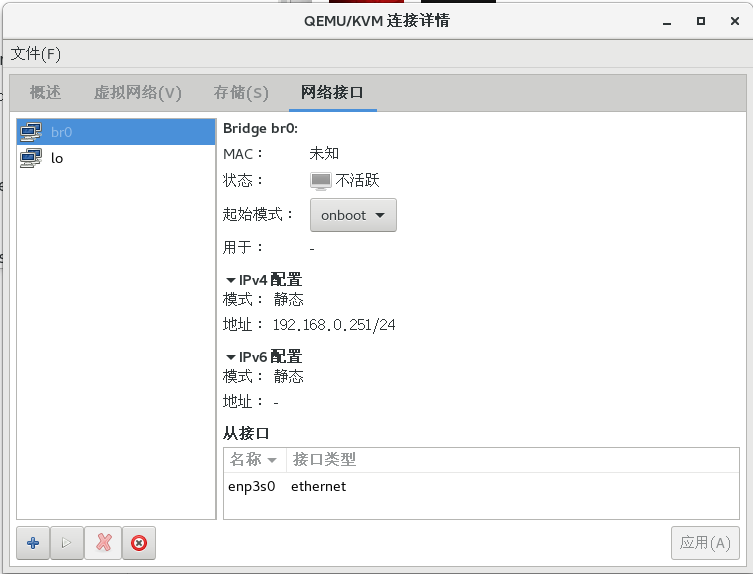 QEMU/KVM 连接详情
文件(F)
概述 虚拟网络(V) 存储(S) 网络接口
br0
lo
Bridge br0:
MAC： 未知
状态： 不活跃
起始模式： onboot
用于： -
IPv4 配置
模式： 静态
地址： 192.168.0.251/24
IPv6 配置
模式： 静态
地址： -
从接口
名称 接口类型
enp3s0 ethernet
应用(A)